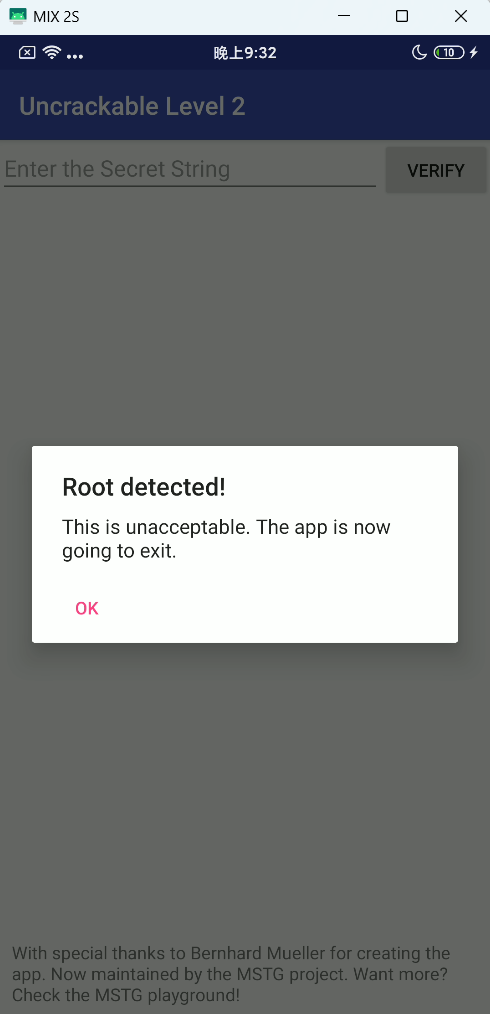 MIX 2S
晚上9:32
10
Uncrackable Level 2
Enter the Secret String
VERIFY
Root detected!
This is unacceptable. The app is now
going to exit.
OK
With special thanks to Bernhard Mueller for creating the
app. Now maintained by the MSTG project. Want more?
Check the MSTG playground!